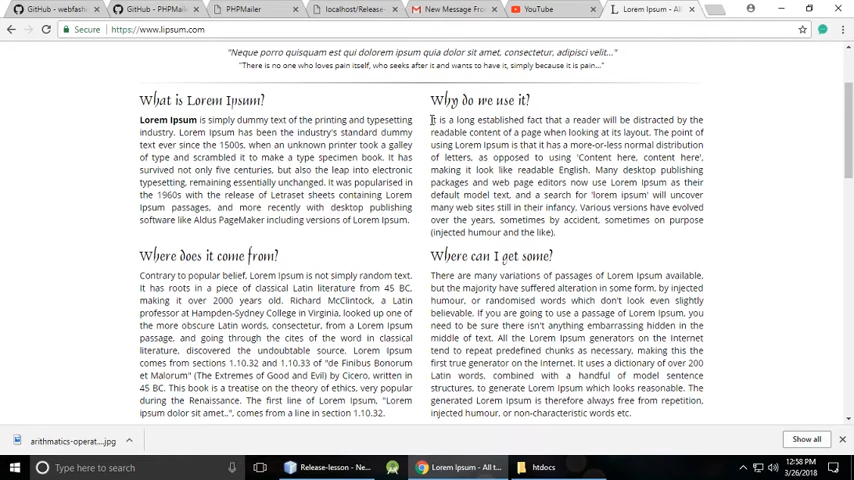 GitHub - webfash
GitHub - PHPMaile
PHPMailer
localhost/Release-
New Message From
YouTube
Lorem Ipsum - All t
Secure
https://www.lipsum.com
"Neque porro quisquam est qui dolorem ipsum quia dolor sit amet, consectetur, adipisci velit..."
"There is no one who loves pain itself, who seeks after it and wants to have it, simply because it is pain..."
What is Lorem Ipsum?
Lorem Ipsum is simply dummy text of the printing and typesetting
industry. Lorem Ipsum has been the industry's standard dummy
text ever since the 1500s, when an unknown printer took a galley
of type and scrambled it to make a type specimen book. It has
survived not only five centuries, but also the leap into electronic
typesetting, remaining essentially unchanged. It was popularised in
the 1960s with the release of Letraset sheets containing Lorem
Ipsum passages, and more recently with desktop publishing
software like Aldus PageMaker including versions of Lorem Ipsum.
Why do we use it?
It is a long established fact that a reader will be distracted by the
readable content of a page when looking at its layout. The point of
using Lorem Ipsum is that it has a more-or-less normal distribution
of letters, as opposed to using 'Content here, content here',
making it look like readable English. Many desktop publishing
packages and web page editors now use Lorem Ipsum as their
default model text, and a search for 'lorem ipsum' will uncover
many web sites still in their infancy. Various versions have evolved
over the years, sometimes by accident, sometimes on purpose
(injected humour and the like).
Where does it come from?
Contrary to popular belief, Lorem Ipsum is not simply random text.
It has roots in a piece of classical Latin literature from 45 BC,
making it over 2000 years old. Richard McClintock, a Latin
professor at Hampden-Sydney College in Virginia, looked up one of
the more obscure Latin words, consectetur, from a Lorem Ipsum
passage, and going through the cites of the word in classical
literature, discovered the undoubtable source. Lorem Ipsum
comes from sections 1.10.32 and 1.10.33 of "de Finibus Bonorum
et Malorum" (The Extremes of Good and Evil) by Cicero, written in
45 BC. This book is a treatise on the theory of ethics, very popular
during the Renaissance. The first line of Lorem Ipsum, "Lorem
ipsum dolor sit amet..", comes from a line in section 1.10.32.
Where can I get some?
There are many variations of passages of Lorem Ipsum available,
but the majority have suffered alteration in some form, by injected
humour, or randomised words which don't look even slightly
believable. If you are going to use a passage of Lorem Ipsum, you
need to be sure there isn't anything embarrassing hidden in the
middle of text. All the Lorem Ipsum generators on the Internet
tend to repeat predefined chunks as necessary, making this the
first true generator on the Internet. It uses a dictionary of over 200
Latin words, combined with a handful of model sentence
structures, to generate Lorem Ipsum which looks reasonable. The
generated Lorem Ipsum is therefore always free from repetition,
injected humour, or non-characteristic words etc.
arithmatics-operat....jpg
Show all
Type here to search
Release-lesson - Ne...
Lorem Ipsum - All t...
htdocs
12:58 PM
3/26/2018